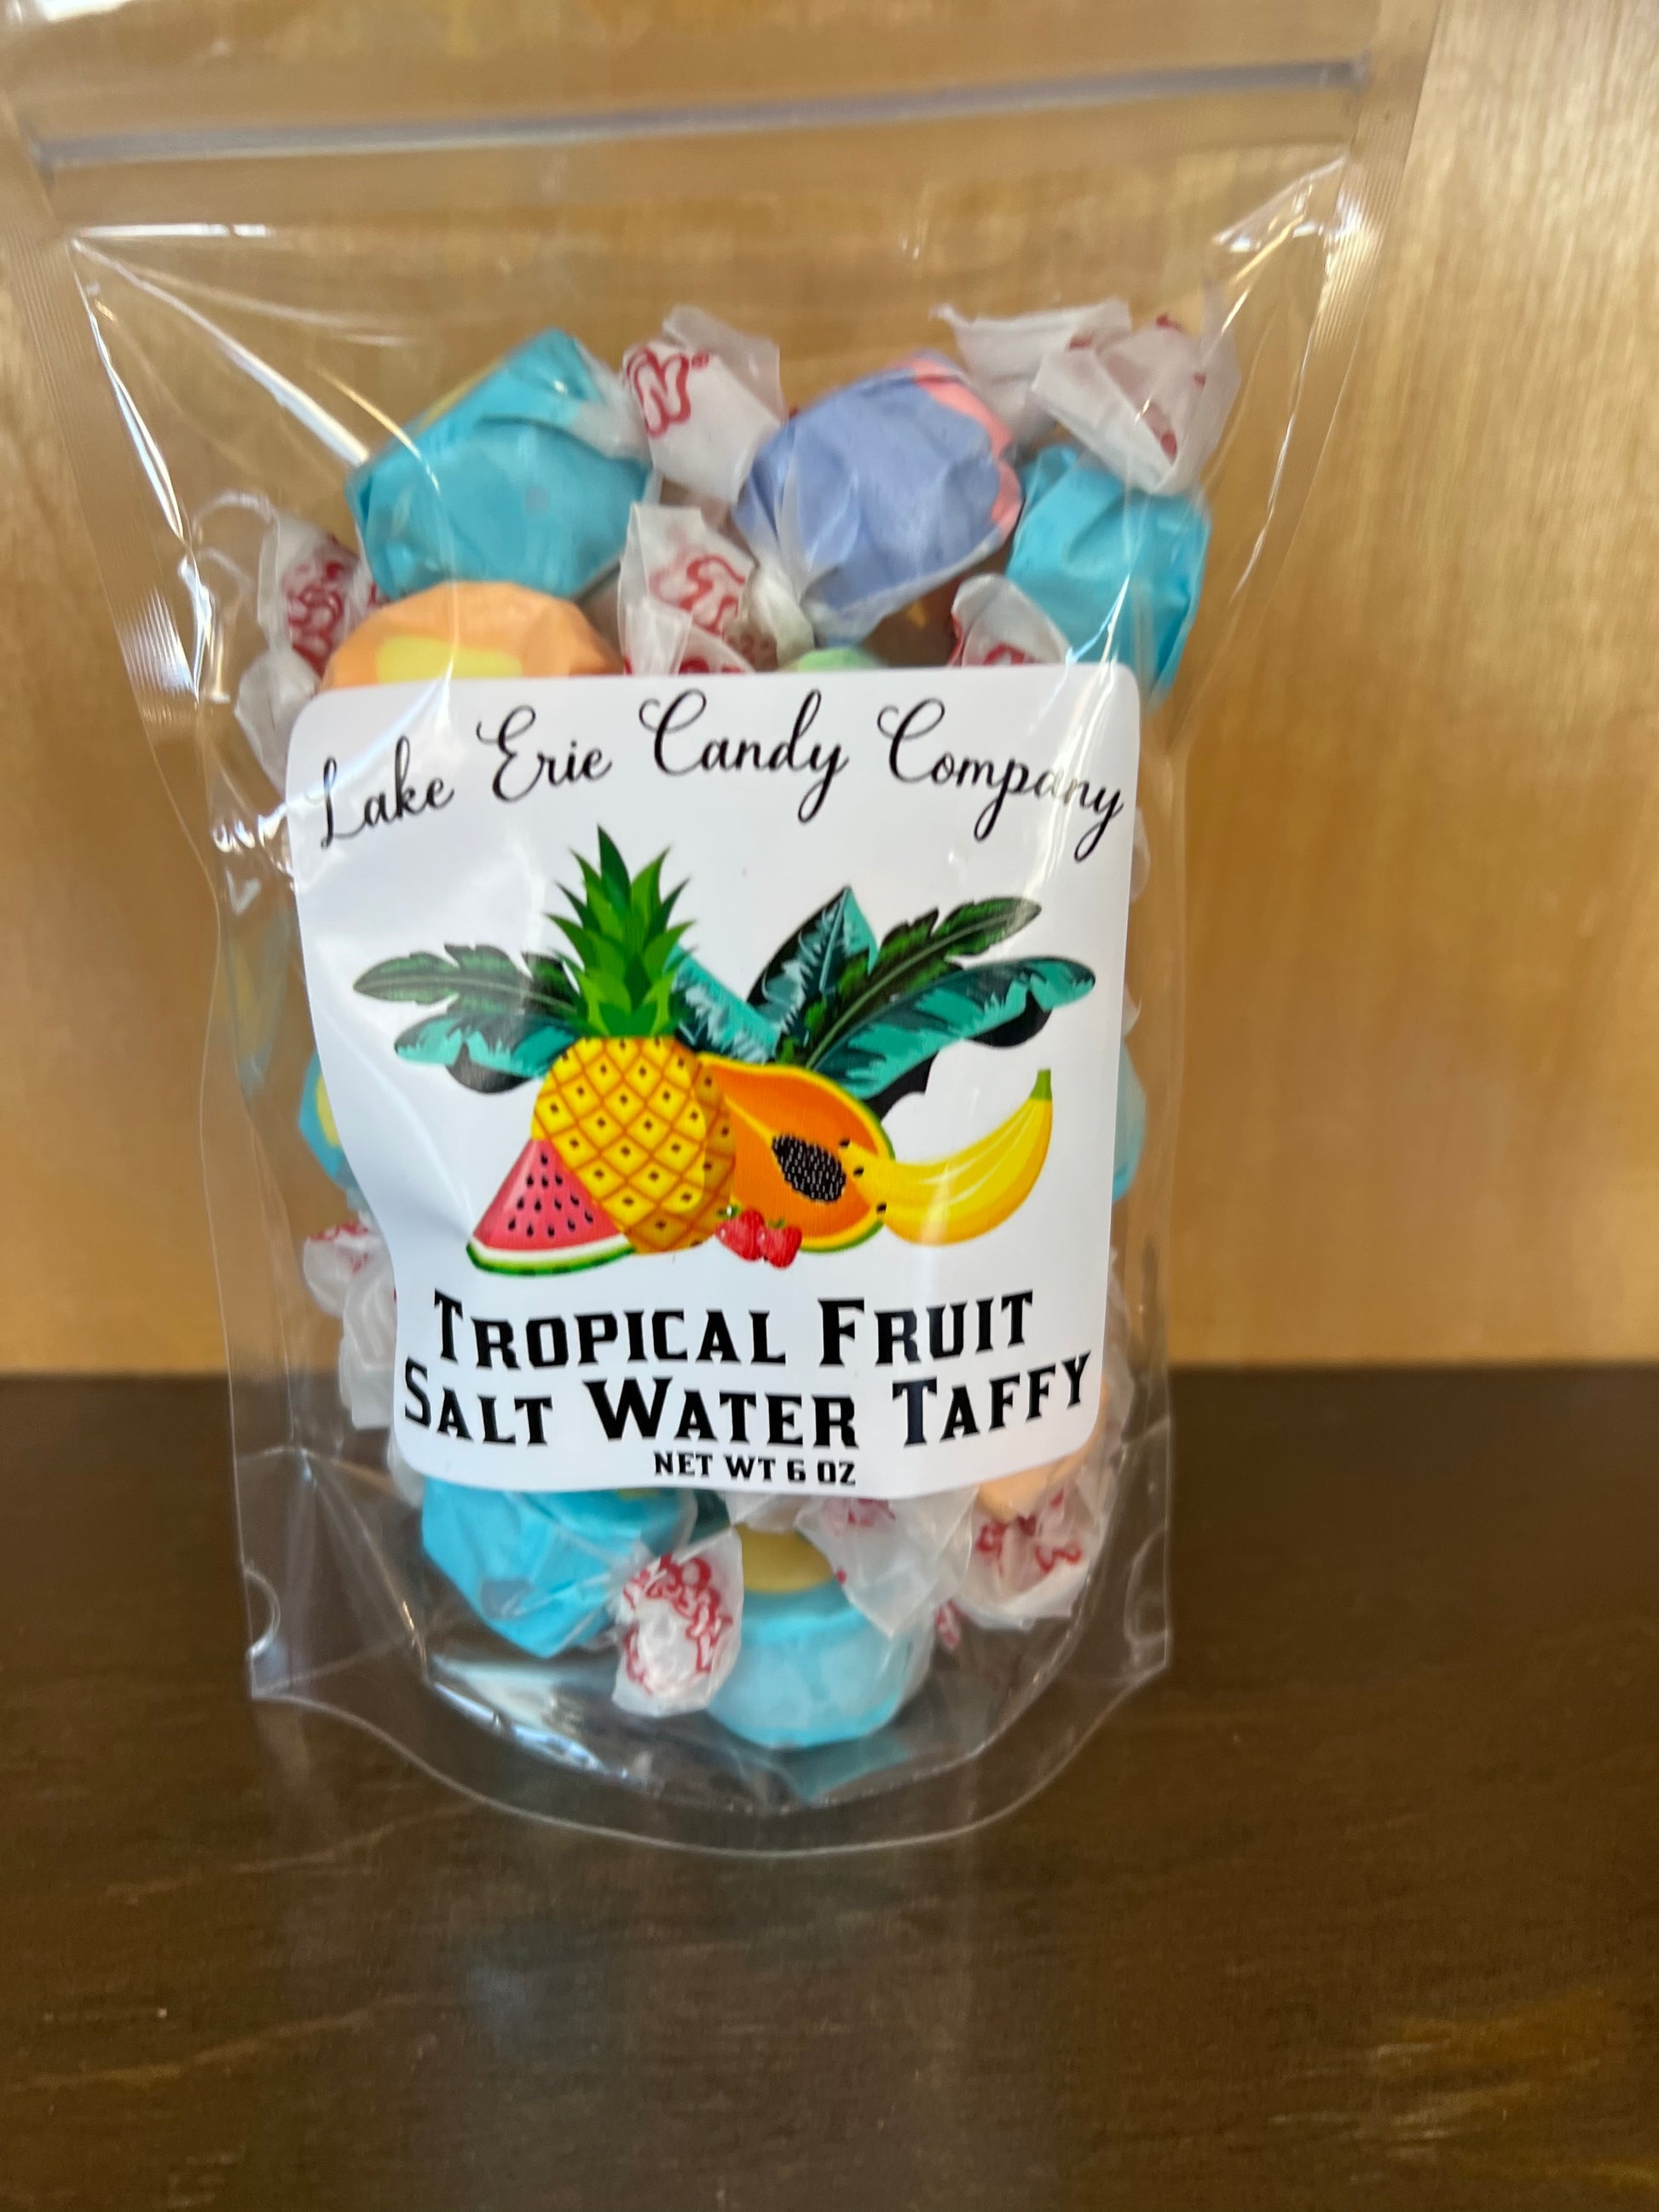 Lake Erie Candy Company
TROPICAL FRUIT
SALT WATER TAFFY
NET WT 6 OZ